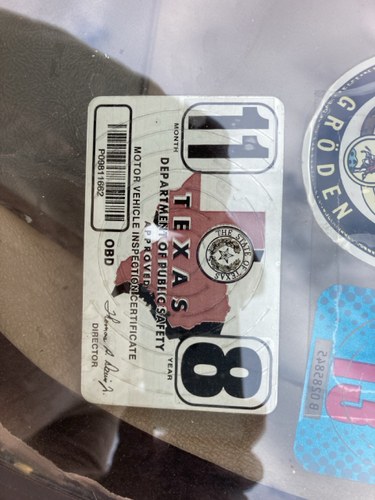 11
MONTH
8
YEAR
TEXAS
DEPARTMENT OF PUBLIC SAFETY
APPROVED
MOTOR VEHICLE INSPECTION CERTIFICATE
THE STATE OF TEXAS
P09811662
OBD
DIRECTOR
GRÖDEN